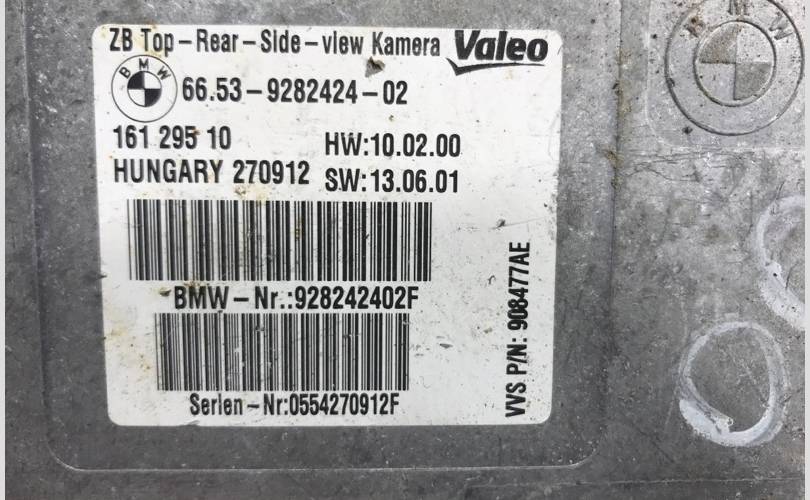 ZB Top-Rear-Side-view Kamera Valeo
BMW 66.53-9282424-02
161 295 10 HW:10.02.00
HUNGARY 270912 SW:13.06.01
BMW-Nr.:928242402F
Serien-Nr:0554270912F
VVS P/N: 908477AE
BMW